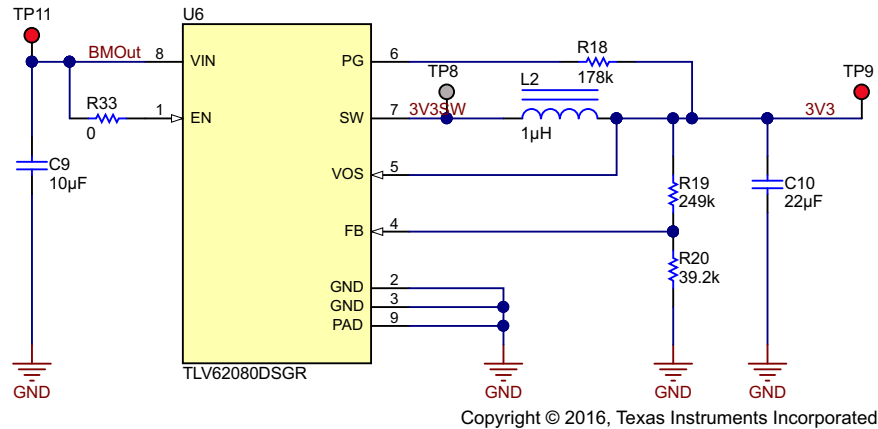 TP11
U6
BMOut
8
VIN
PG
6
R18
178k
TP8
L2
TP9
R33
0
1
EN
SW
7
3V3SW
1µH
3V3
C9
10µF
VOS
5
R19
249k
C10
22µF
FB
4
R20
39.2k
GND
2
GND
3
PAD
9
TLV62080DSGR
GND
GND
GND
GND
Copyright © 2016, Texas Instruments Incorporated